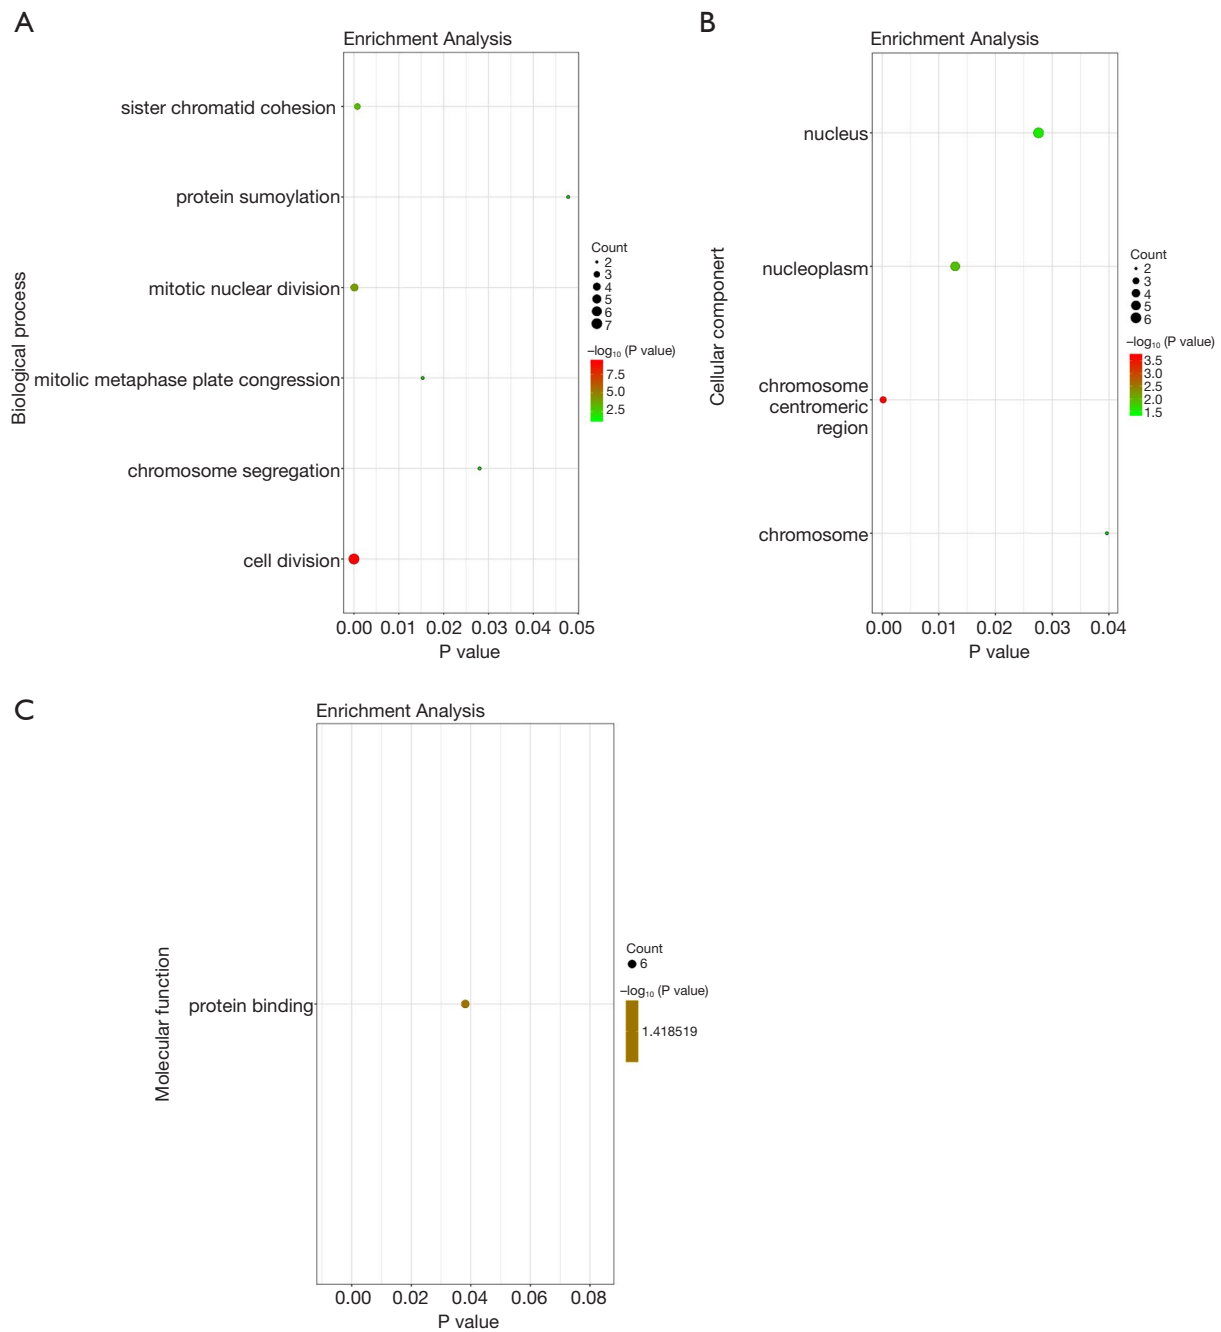 A
Enrichment Analysis
Biological process
sister chromatid cohesion
protein sumoylation
mitotic nuclear division
mitolic metaphase plate congression
chromosome segregation
cell division
0.00 0.01 0.02 0.03 0.04 0.05
P value
Count
2
3
4
5
6
7
–log₁₀ (P value)
7.5
5.0
2.5
B
Enrichment Analysis
Cellular componert
nucleus
nucleoplasm
chromosome
centromeric
region
chromosome
0.00 0.01 0.02 0.03 0.04
P value
Count
2
3
4
5
6
–log₁₀ (P value)
3.5
3.0
2.5
2.0
1.5
C
Enrichment Analysis
Molecular function
protein binding
0.00 0.02 0.04 0.06 0.08
P value
Count
6
–log₁₀ (P value)
1.418519